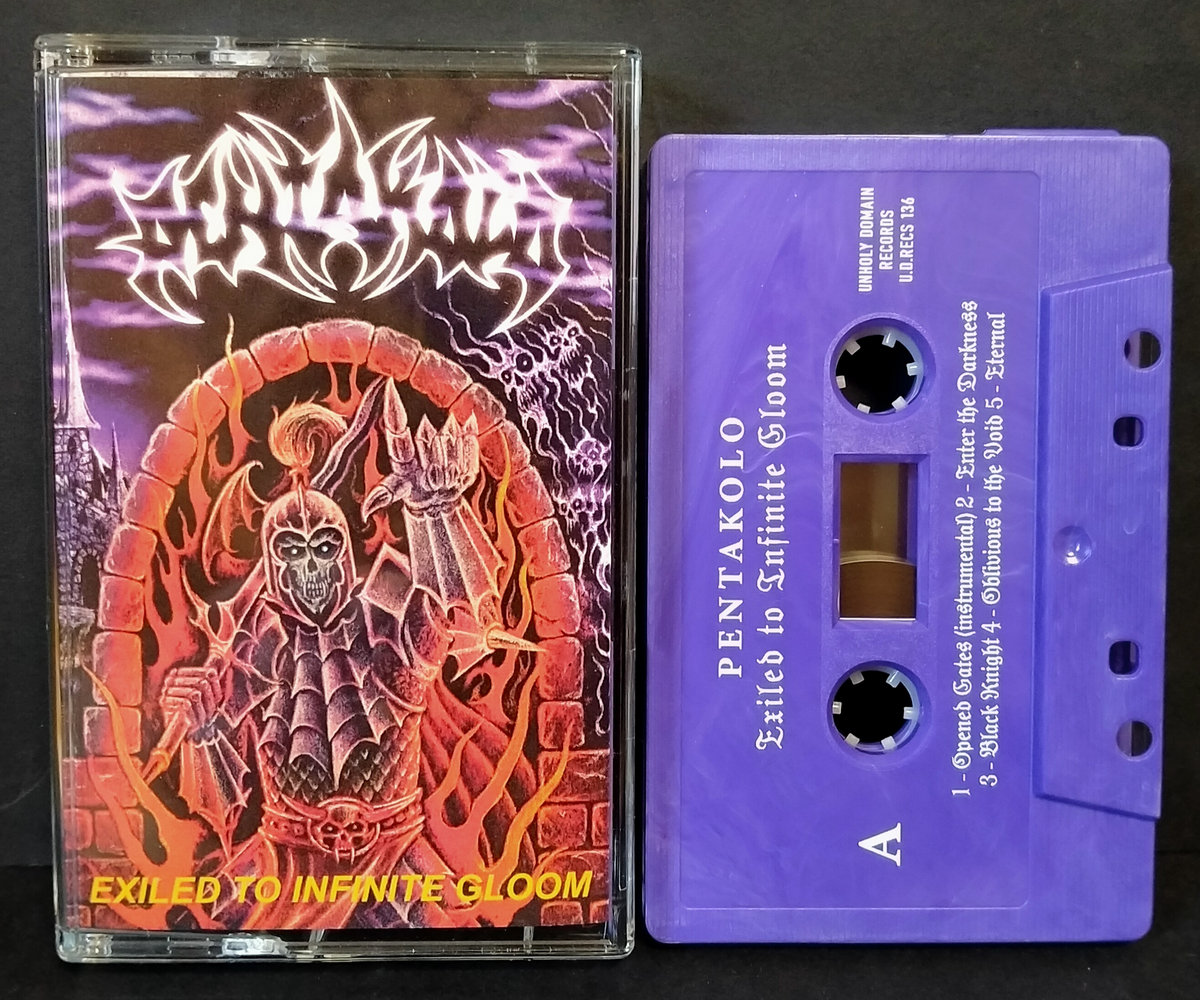 EXILED TO INFINITE GLOOM
UNHOLY DOMAIN
RECORDS
U.D.RECS 136
PENTAKOLO
Exiled to Infinite Gloom
A
1 - Opened Gates (instrumental) 2 - Enter the Darkness
3 - Black Knight 4 - Oblivious to the Void 5 - Eternal